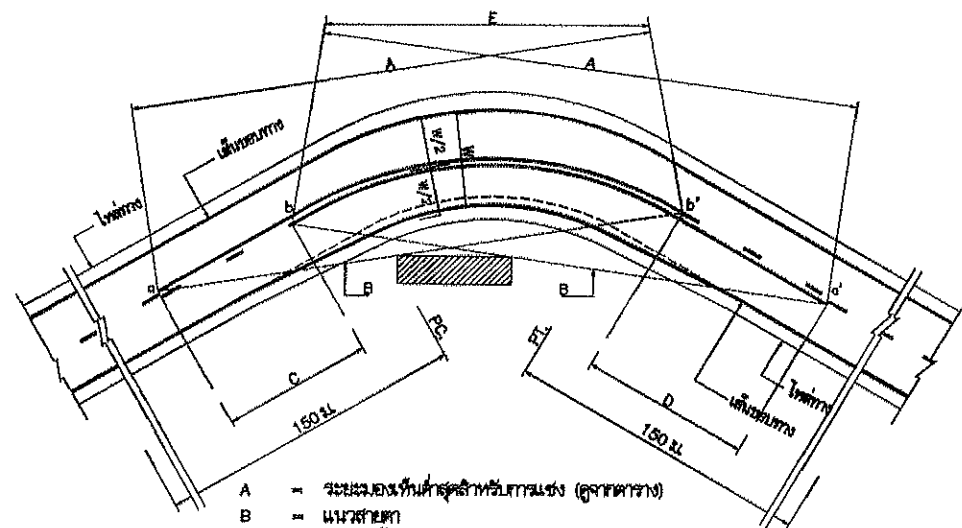 E
A
A
W/2
W
W/2
เส้นขอบทาง
ไหล่ทาง
b
b'
a
a'
B
B
P.C.
P.T.
C
D
150 ม.
150 ม.
ไหล่ทาง
เส้นขอบทาง
A = ระยะมองเห็นต่ำสุดสำหรับการแซง (ดูจากตาราง)
B = แนวสายตา